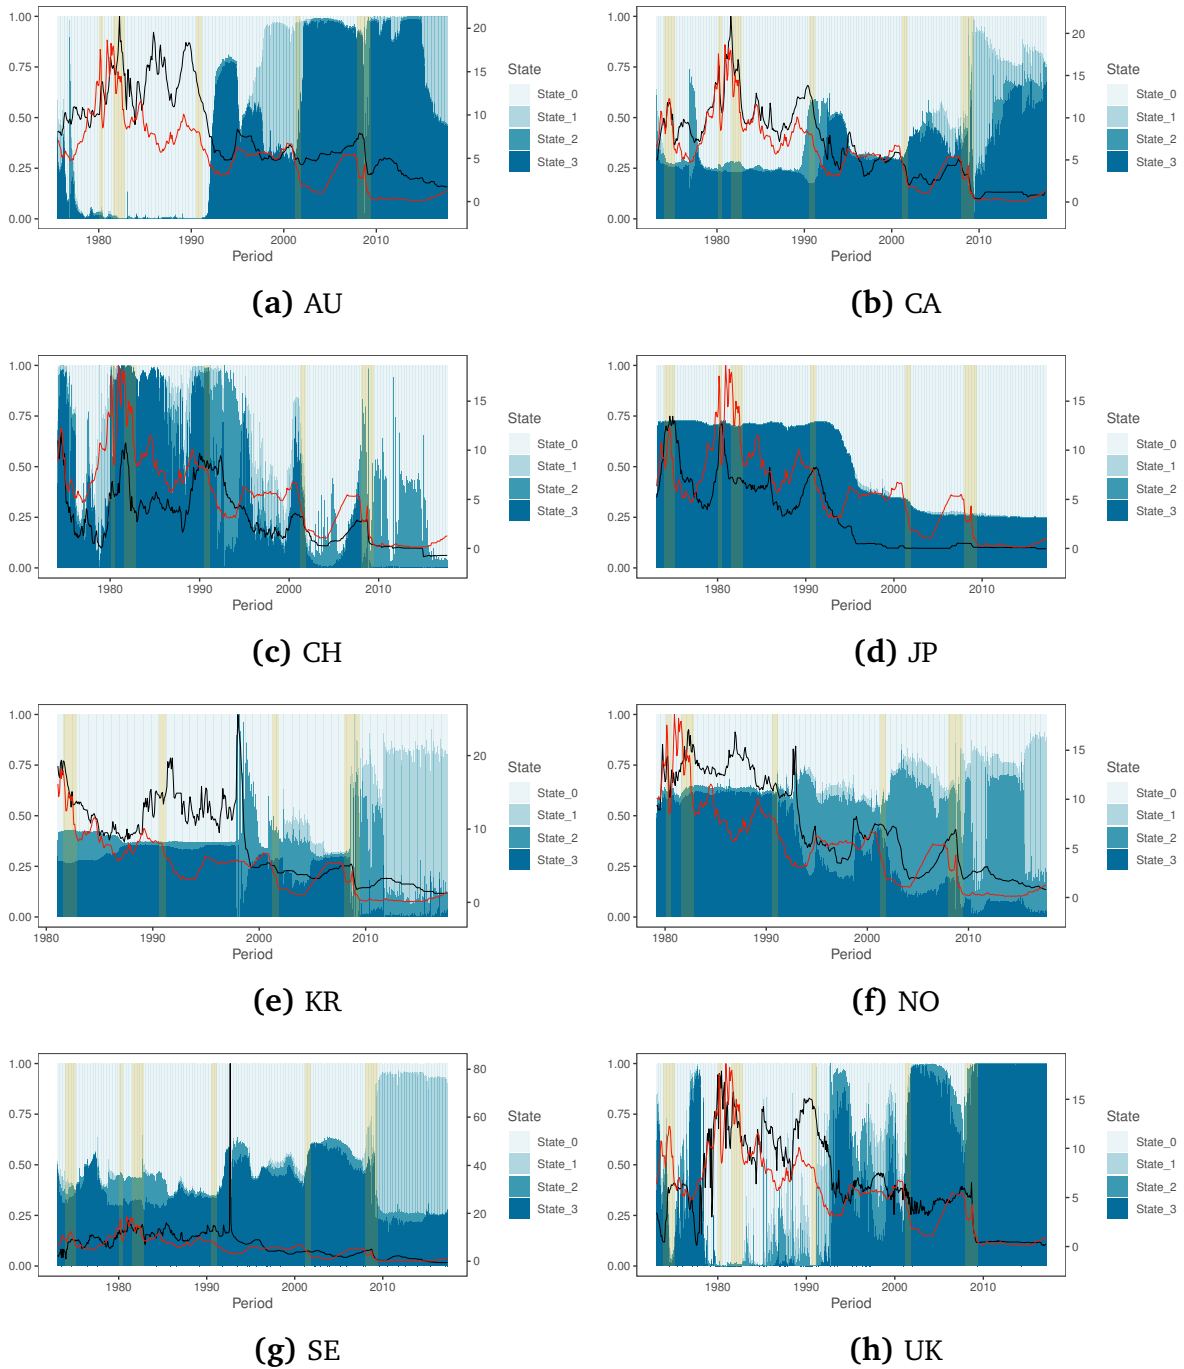 1.00
0.75
0.50
0.25
0.00
20
15
10
5
0
1980
1990
2000
2010
Period
State
State_0
State_1
State_2
State_3
(a) AU
1.00
0.75
0.50
0.25
0.00
20
15
10
5
0
1980
1990
2000
2010
Period
State
State_0
State_1
State_2
State_3
(b) CA
1.00
0.75
0.50
0.25
0.00
15
10
5
0
1980
1990
2000
2010
Period
State
State_0
State_1
State_2
State_3
(c) CH
1.00
0.75
0.50
0.25
0.00
15
10
5
0
1980
1990
2000
2010
Period
State
State_0
State_1
State_2
State_3
(d) JP
1.00
0.75
0.50
0.25
0.00
20
10
0
1980
1990
2000
2010
Period
State
State_0
State_1
State_2
State_3
(e) KR
1.00
0.75
0.50
0.25
0.00
15
10
5
0
1980
1990
2000
2010
Period
State
State_0
State_1
State_2
State_3
(f) NO
1.00
0.75
0.50
0.25
0.00
80
60
40
20
0
1980
1990
2000
2010
Period
State
State_0
State_1
State_2
State_3
(g) SE
1.00
0.75
0.50
0.25
0.00
15
10
5
0
1980
1990
2000
2010
Period
State
State_0
State_1
State_2
State_3
(h) UK